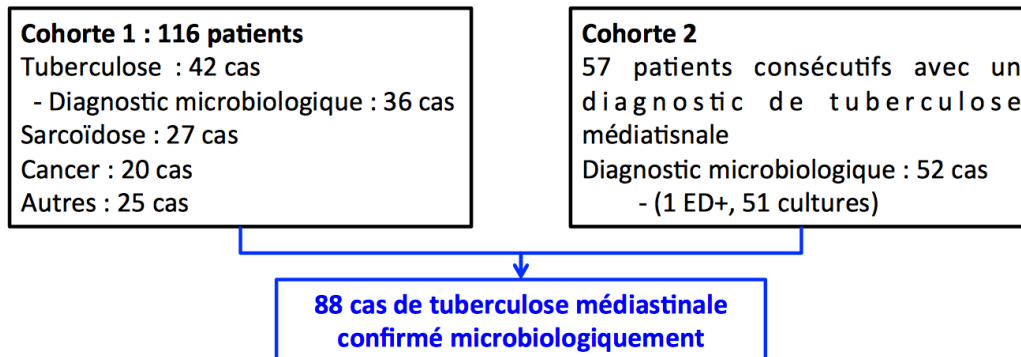 Cohorte 1 : 116 patients
Tuberculose : 42 cas
- Diagnostic microbiologique : 36 cas
Sarcoïdose : 27 cas
Cancer : 20 cas
Autres : 25 cas
Cohorte 2
57 patients consécutifs avec un
diagnostic de tuberculose
médiatisnale
Diagnostic microbiologique : 52 cas
- (1 ED+, 51 cultures)
88 cas de tuberculose médiastinale
confirmé microbiologiquement